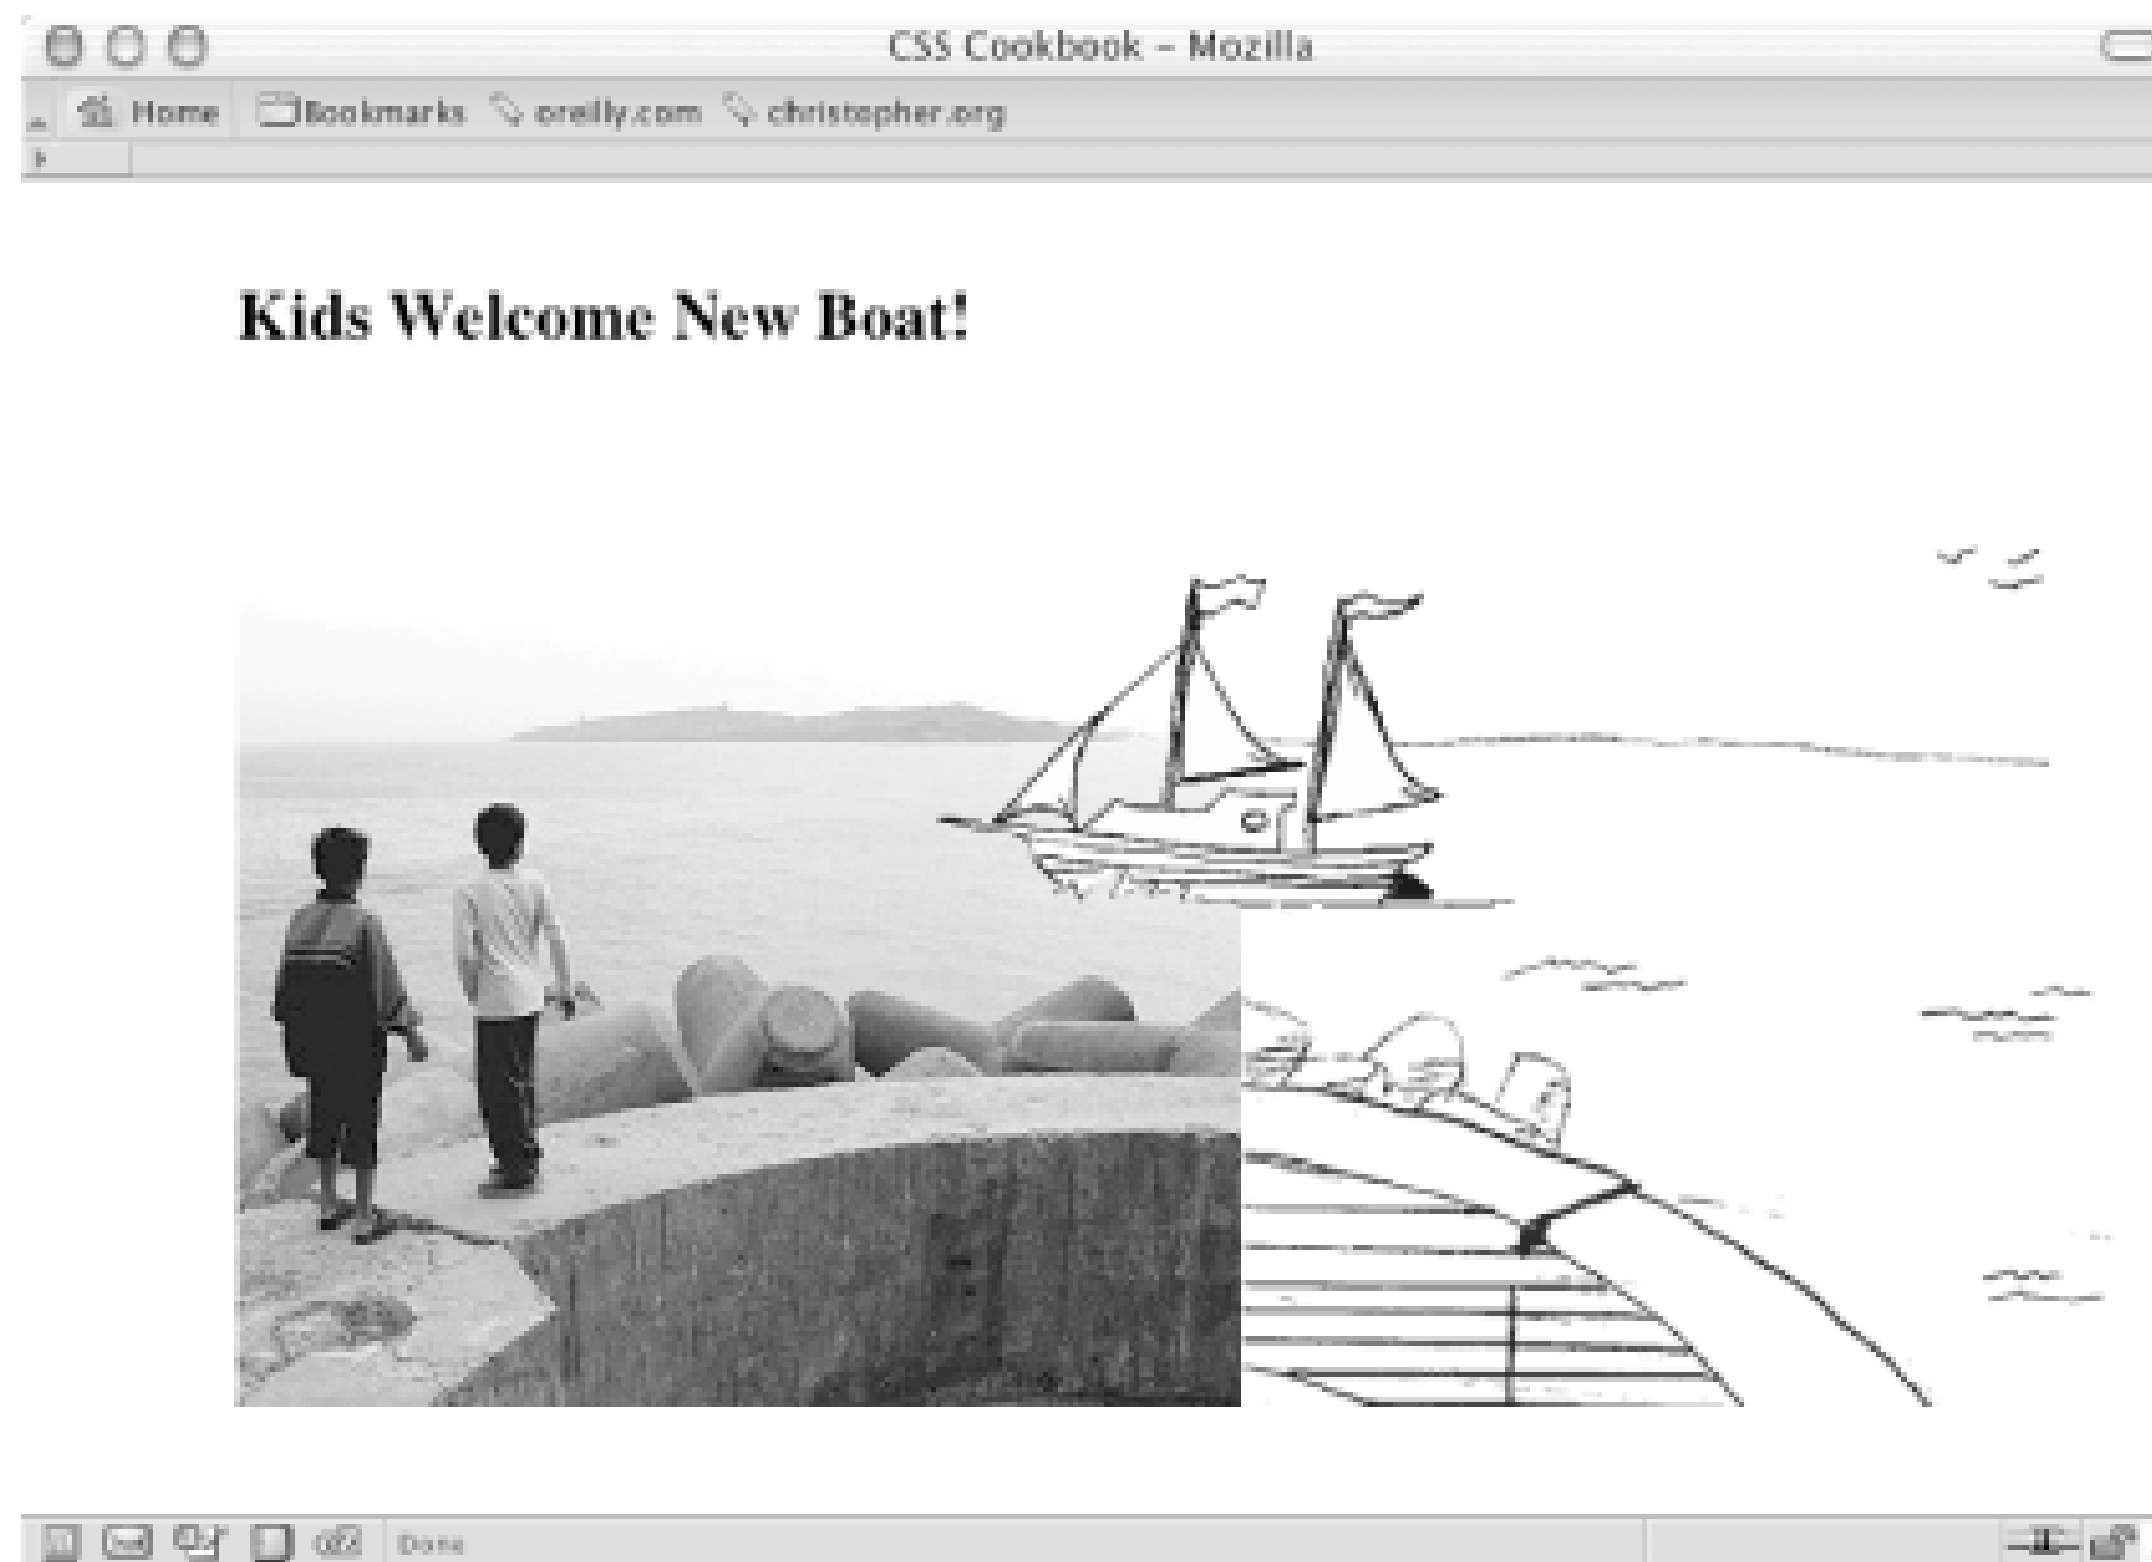 CSS Cookbook – Mozilla
Home Bookmarks oreilly.com christopher.org
Kids Welcome New Boat!
Done